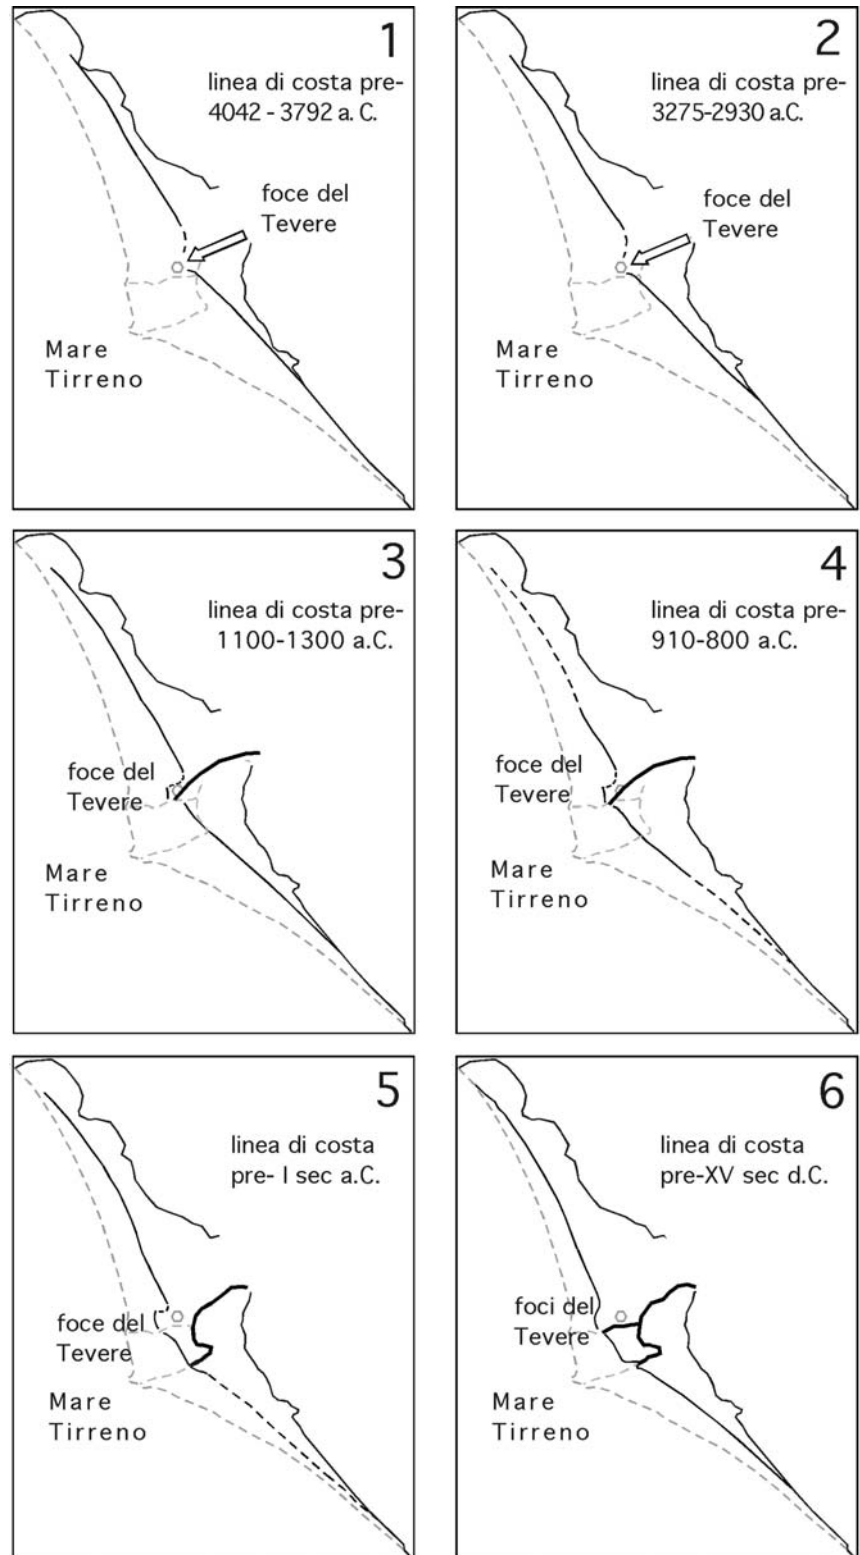 1
linea di costa pre-
4042 - 3792 a. C.
foce del
Tevere
Mare
Tirreno
2
linea di costa pre-
3275-2930 a.C.
foce del
Tevere
Mare
Tirreno
3
linea di costa pre-
1100-1300 a.C.
foce del
Tevere
Mare
Tirreno
4
linea di costa pre-
910-800 a.C.
foce del
Tevere
Mare
Tirreno
5
linea di costa
pre- I sec a.C.
foce del
Tevere
Mare
Tirreno
6
linea di costa
pre-XV sec d.C.
foci del
Tevere
Mare
Tirreno